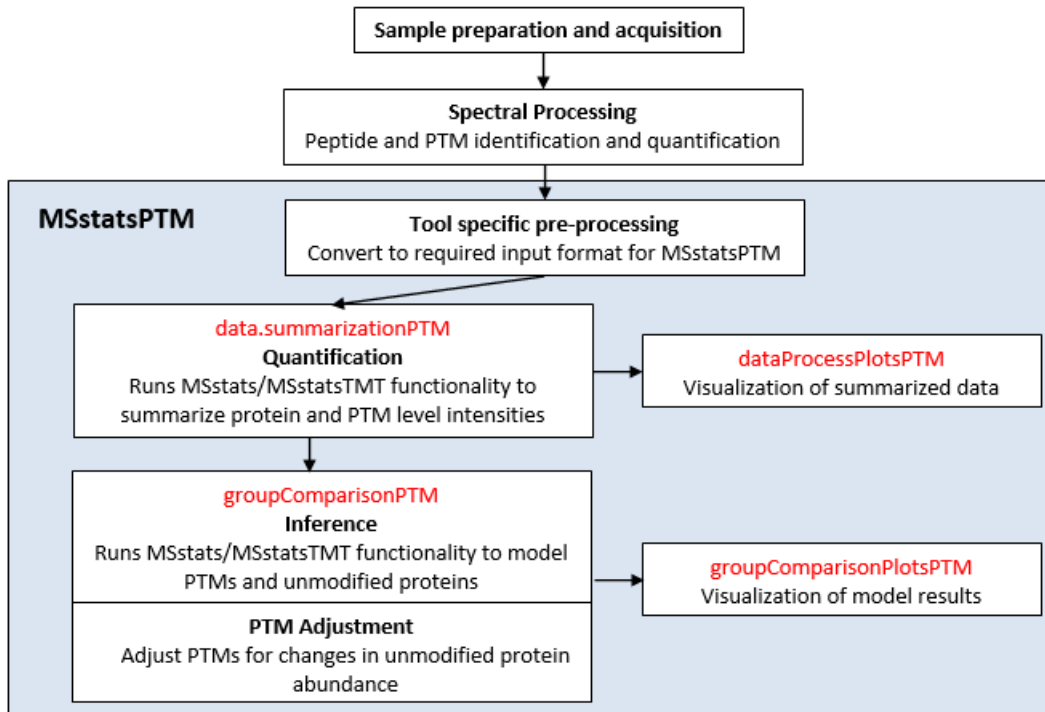 Sample preparation and acquisition
Spectral Processing
Peptide and PTM identification and quantification
MSstatsPTM
Tool specific pre-processing
Convert to required input format for MSstatsPTM
data.summarizationPTM
Quantification
Runs MSstats/MSstatsTMT functionality to
summarize protein and PTM level intensities
dataProcessPlotsPTM
Visualization of summarized data
groupComparisonPTM
Inference
Runs MSstats/MSstatsTMT functionality to model
PTMs and unmodified proteins
groupComparisonPlotsPTM
Visualization of model results
PTM Adjustment
Adjust PTMs for changes in unmodified protein
abundance